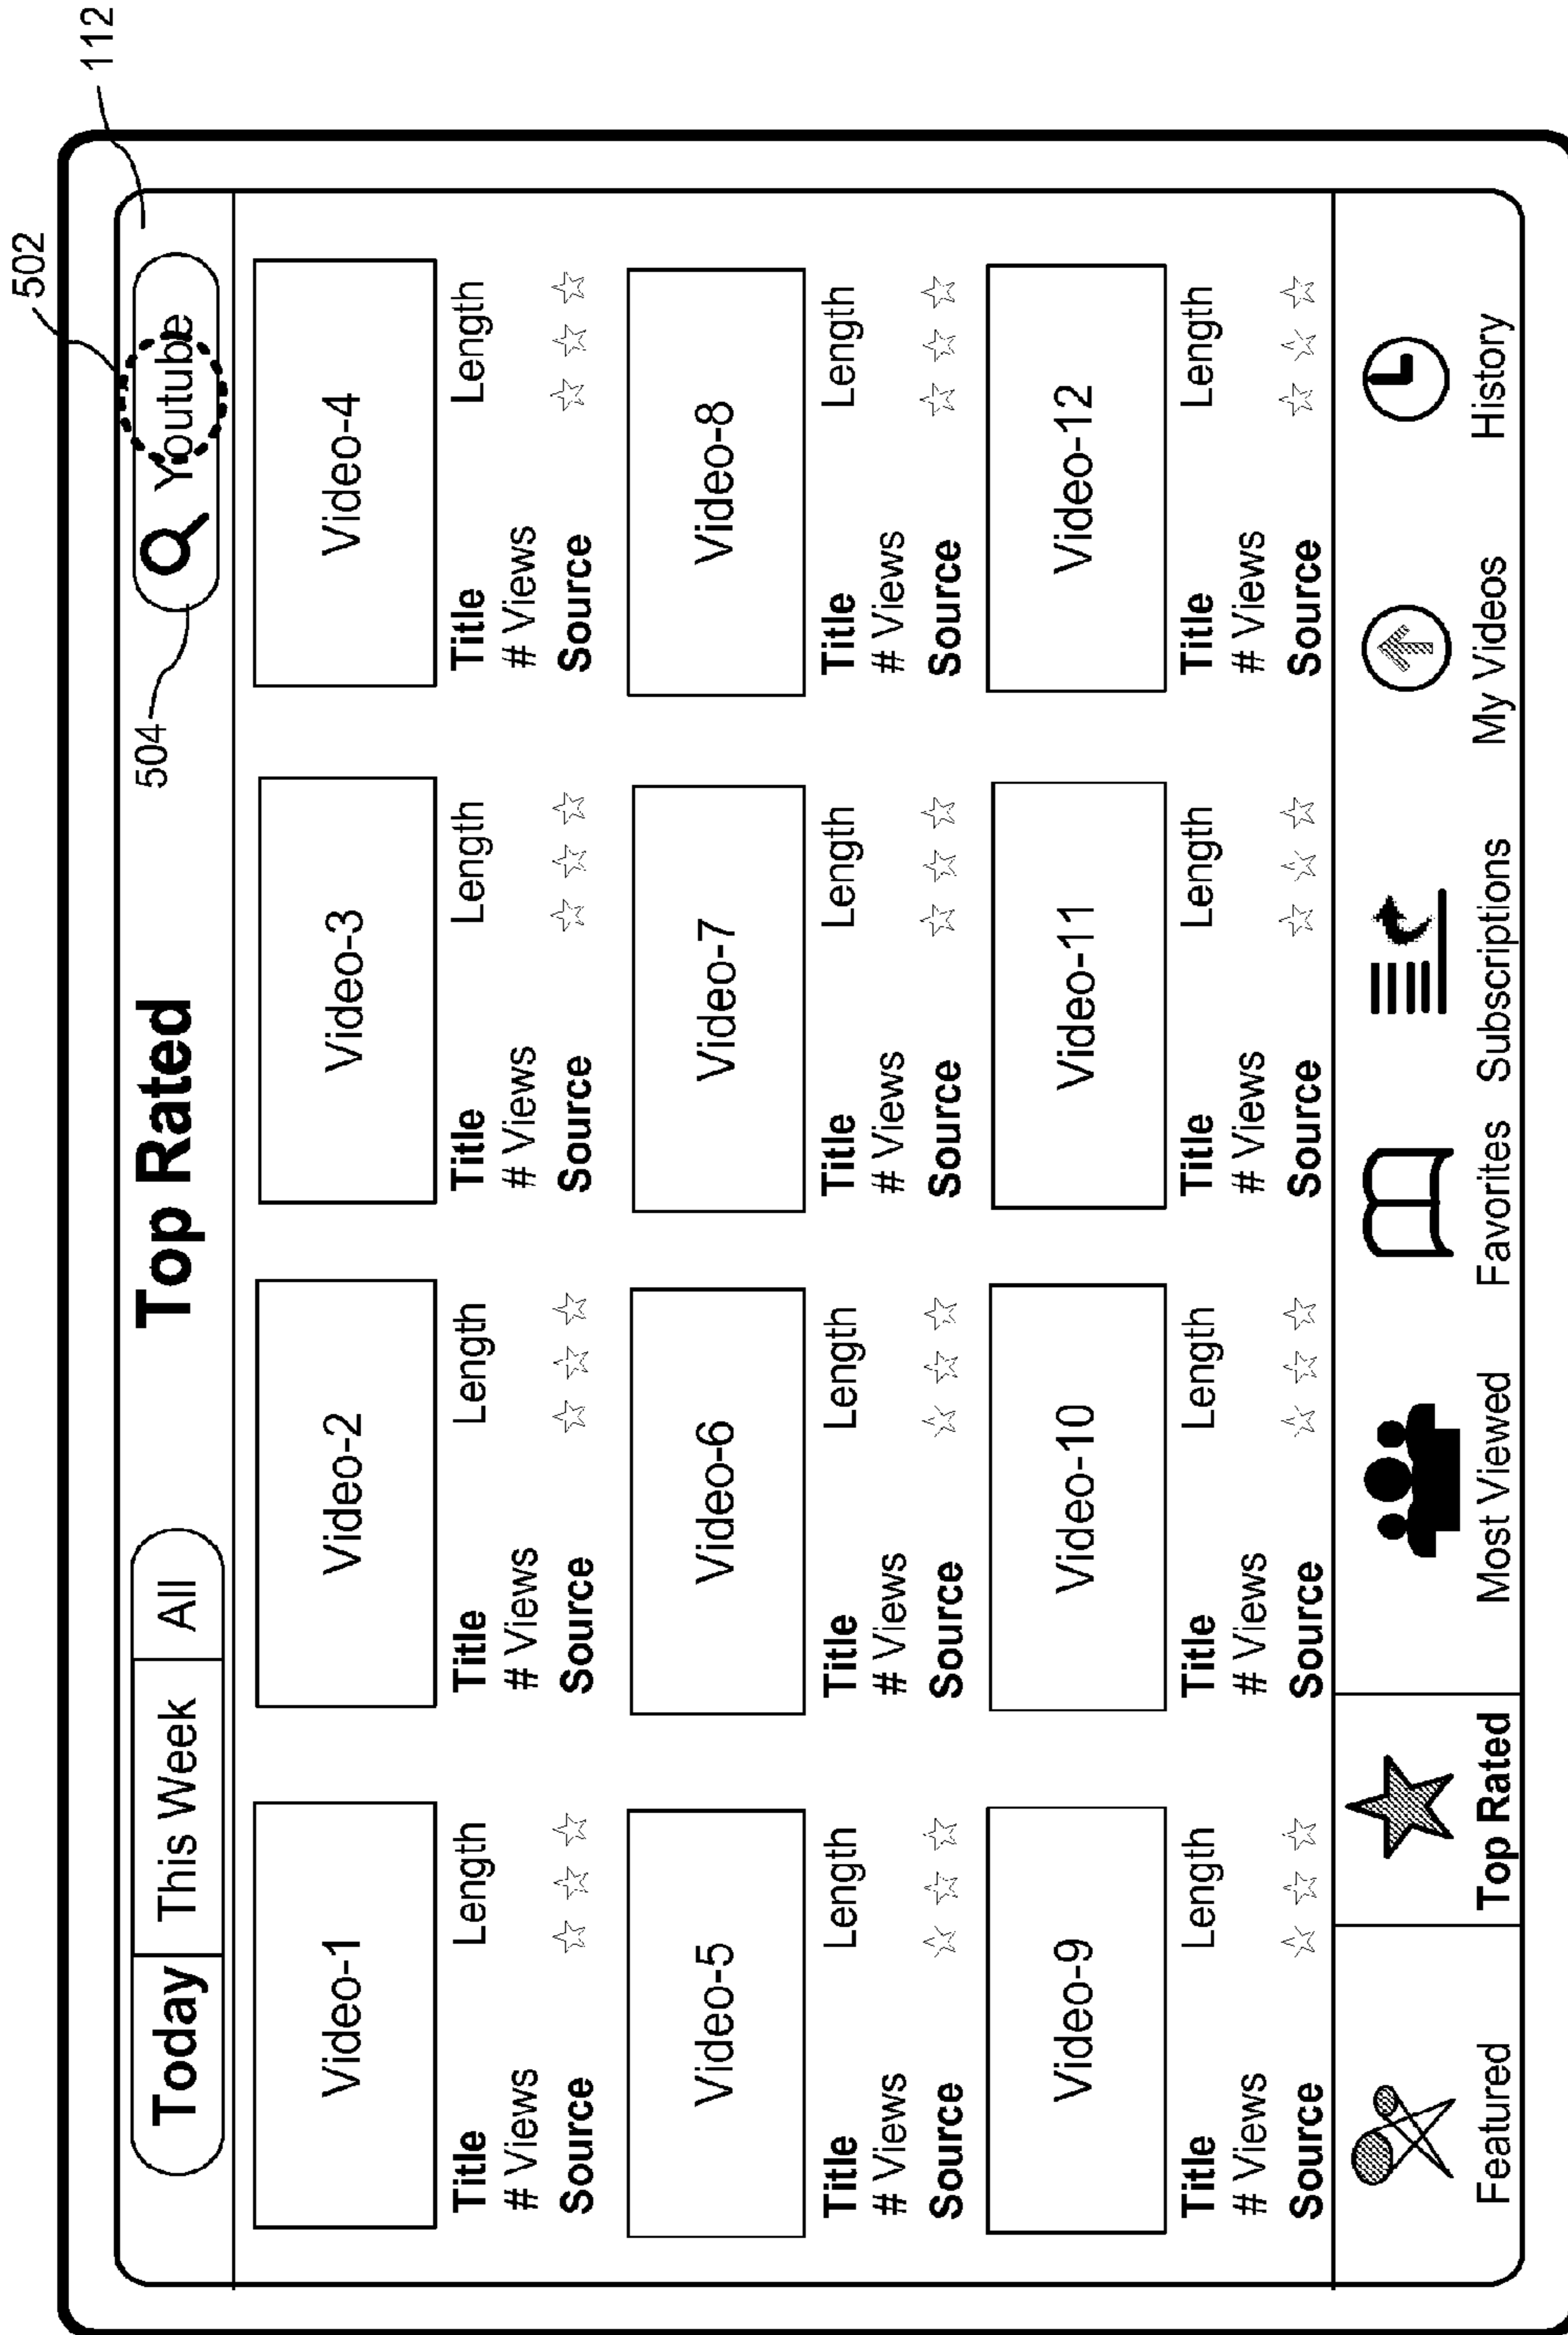 502
112
504
Today This Week All Top Rated Youtube
Video-1 Video-2 Video-3 Video-4
Title Length Title Length Title Length Title Length
# Views # Views # Views # Views
Source Source Source Source
Video-5 Video-6 Video-7 Video-8
Title Length Title Length Title Length Title Length
# Views # Views # Views # Views
Source Source Source Source
Video-9 Video-10 Video-11 Video-12
Title Length Title Length Title Length Title Length
# Views # Views # Views # Views
Source Source Source Source
Featured Top Rated Most Viewed Favorites Subscriptions My Videos History